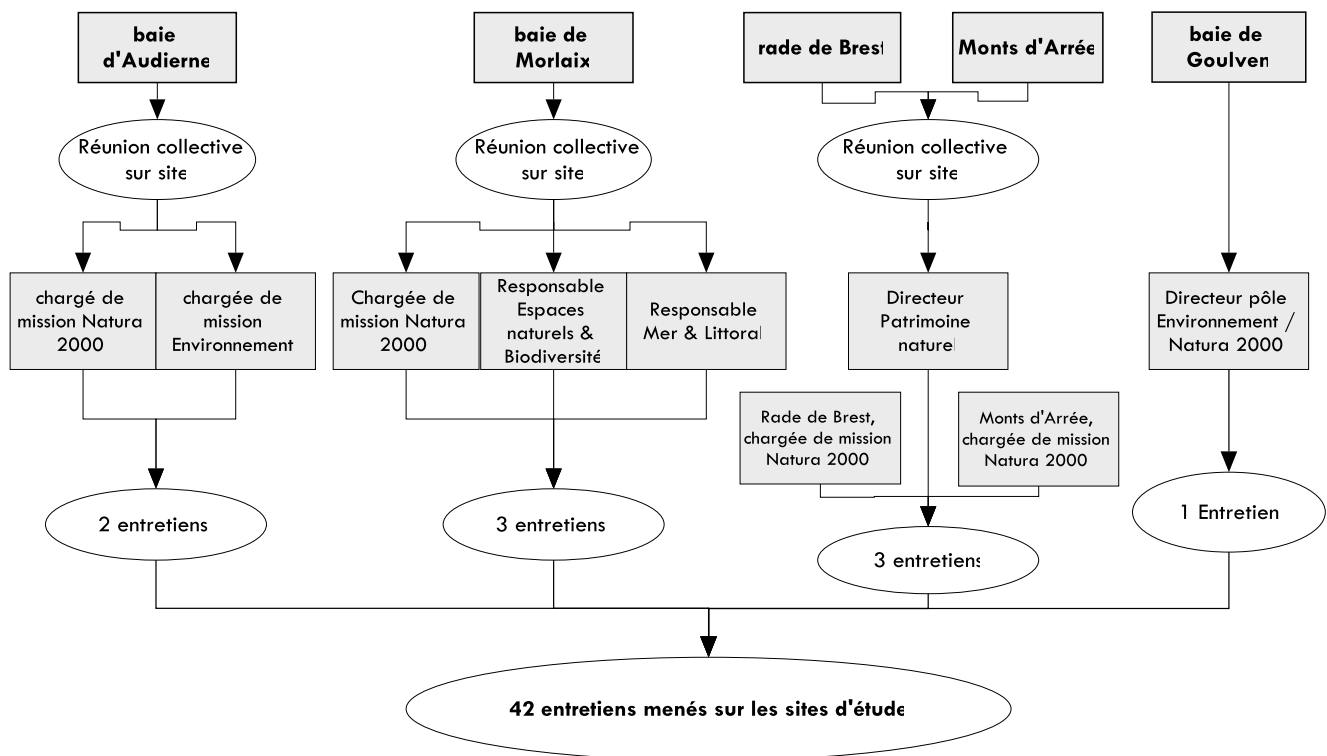 baie
d'Audierne
baie de
Morlaix
rade de Brest
Monts d'Arrée
baie de
Goulven
Réunion collective
sur site
Réunion collective
sur site
Réunion collective
sur site
chargé de
mission Natura
2000
chargée de
mission
Environnement
Chargée de
mission Natura
2000
Responsable
Espaces
naturels &
Biodiversité
Responsable
Mer & Littoral
Directeur
Patrimoine
naturel
Directeur pôle
Environnement /
Natura 2000
Rade de Brest,
chargée de mission
Natura 2000
Monts d'Arrée,
chargée de mission
Natura 2000
2 entretiens
3 entretiens
3 entretiens
1 Entretien
42 entretiens menés sur les sites d'étude